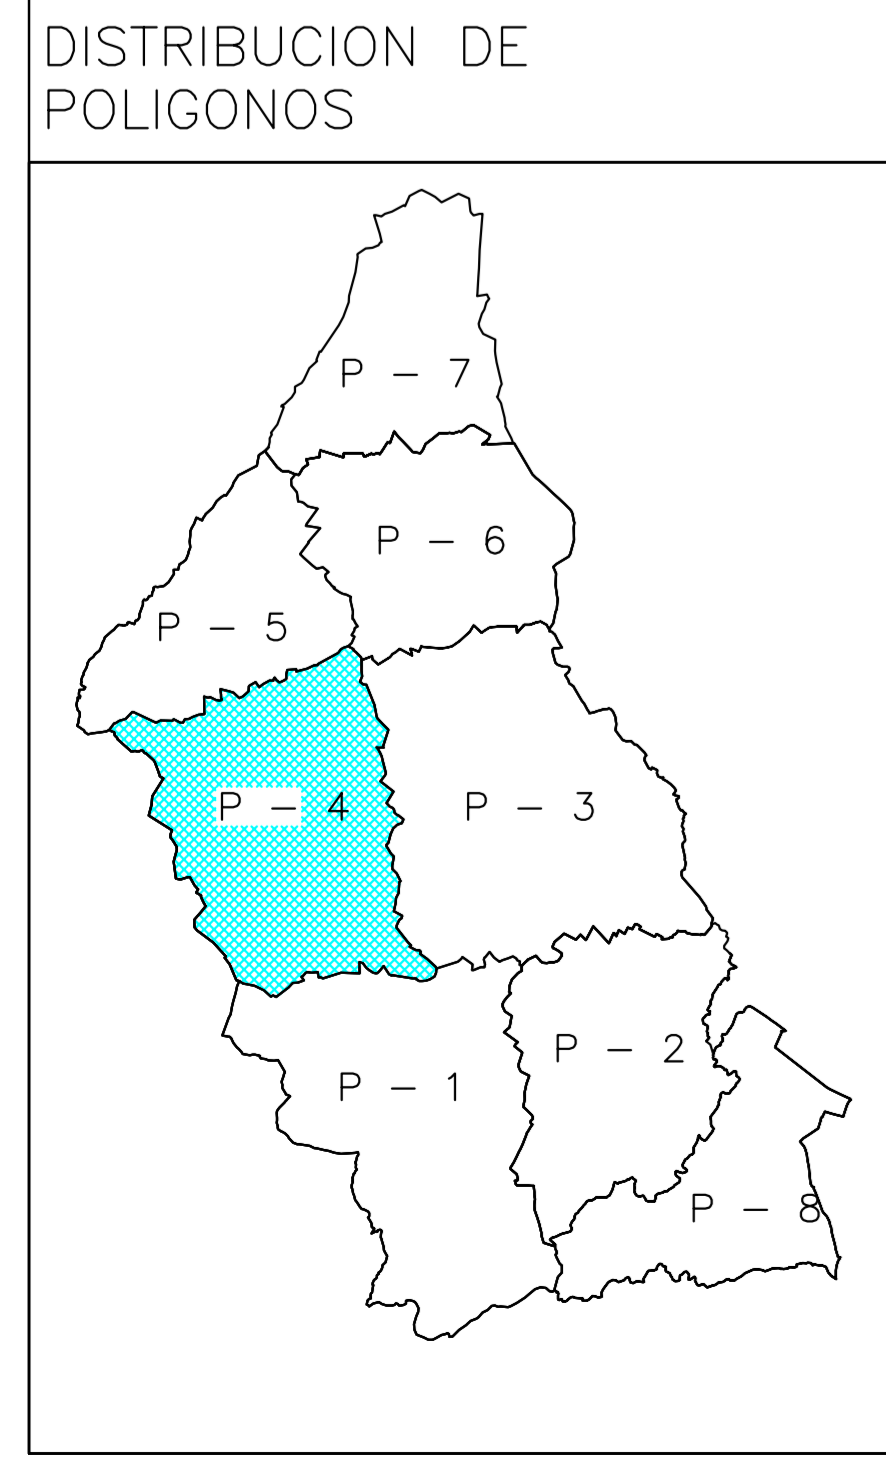 DISTRIBUCION DE
POLIGONOS
P - 7
P - 6
P - 5
P - 4
P - 3
P - 2
P - 1
P - 8